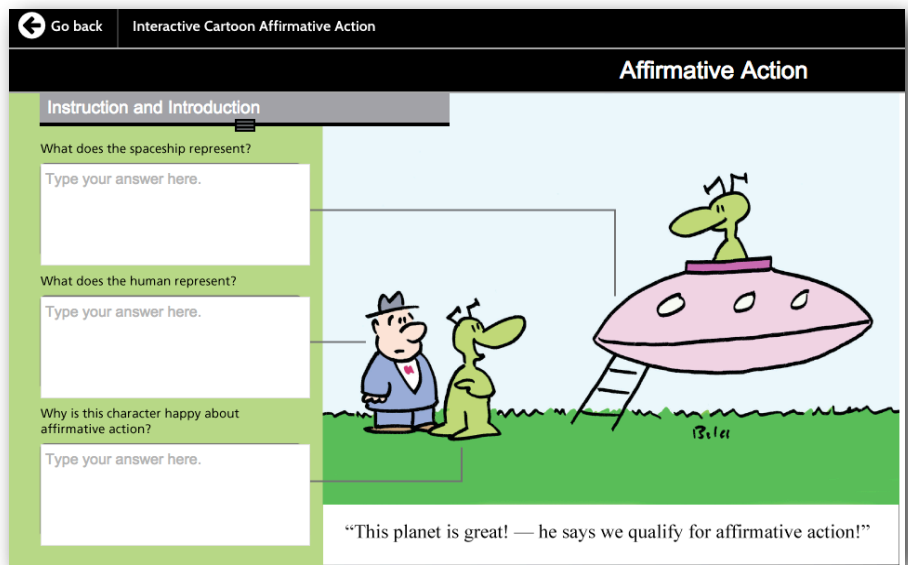 Go back
Interactive Cartoon Affirmative Action
Affirmative Action
Instruction and Introduction
What does the spaceship represent?
Type your answer here.
What does the human represent?
Type your answer here.
Why is this character happy about
affirmative action?
Type your answer here.
“This planet is great! — he says we qualify for affirmative action!”